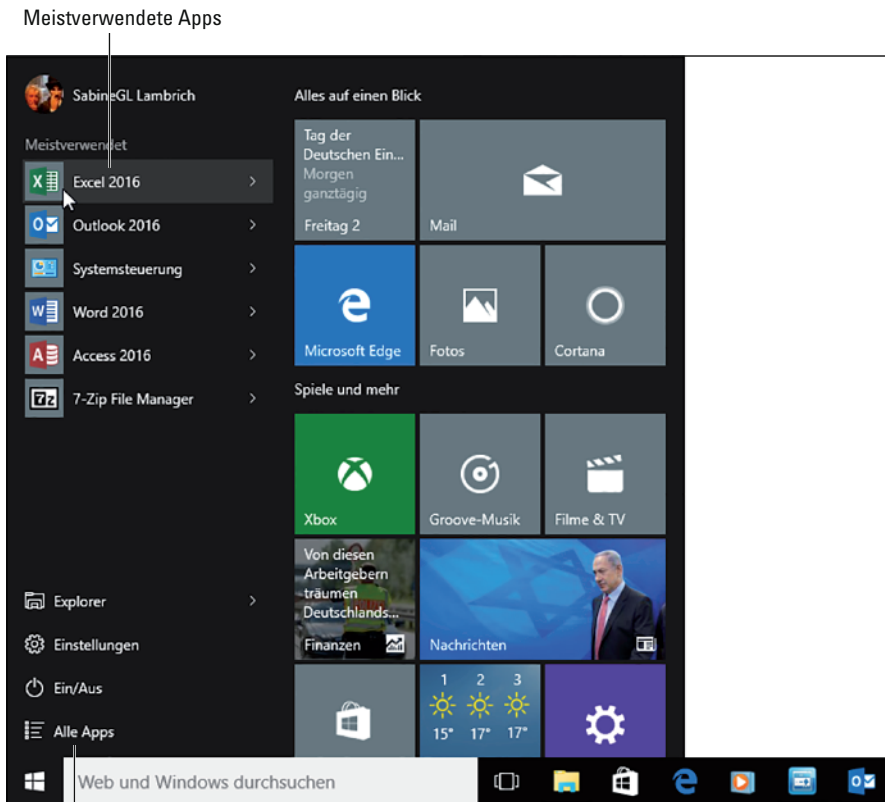 Meistverwendete Apps
SabineGL Lambrich
Meistverwendet
Excel 2016
Outlook 2016
Systemsteuerung
Word 2016
Access 2016
7-Zip File Manager
Explorer
Einstellungen
Ein/Aus
Alle Apps
Alles auf einen Blick
Tag der
Deutschen Ein...
Morgen
ganztägig
Freitag 2
Mail
Microsoft Edge
Fotos
Cortana
Spiele und mehr
Xbox
Groove-Musik
Filme & TV
Von diesen
Arbeitgebern
träumen
Deutschlands...
Finanzen
Nachrichten
1 2 3
15° 17° 17°
Web und Windows durchsuchen